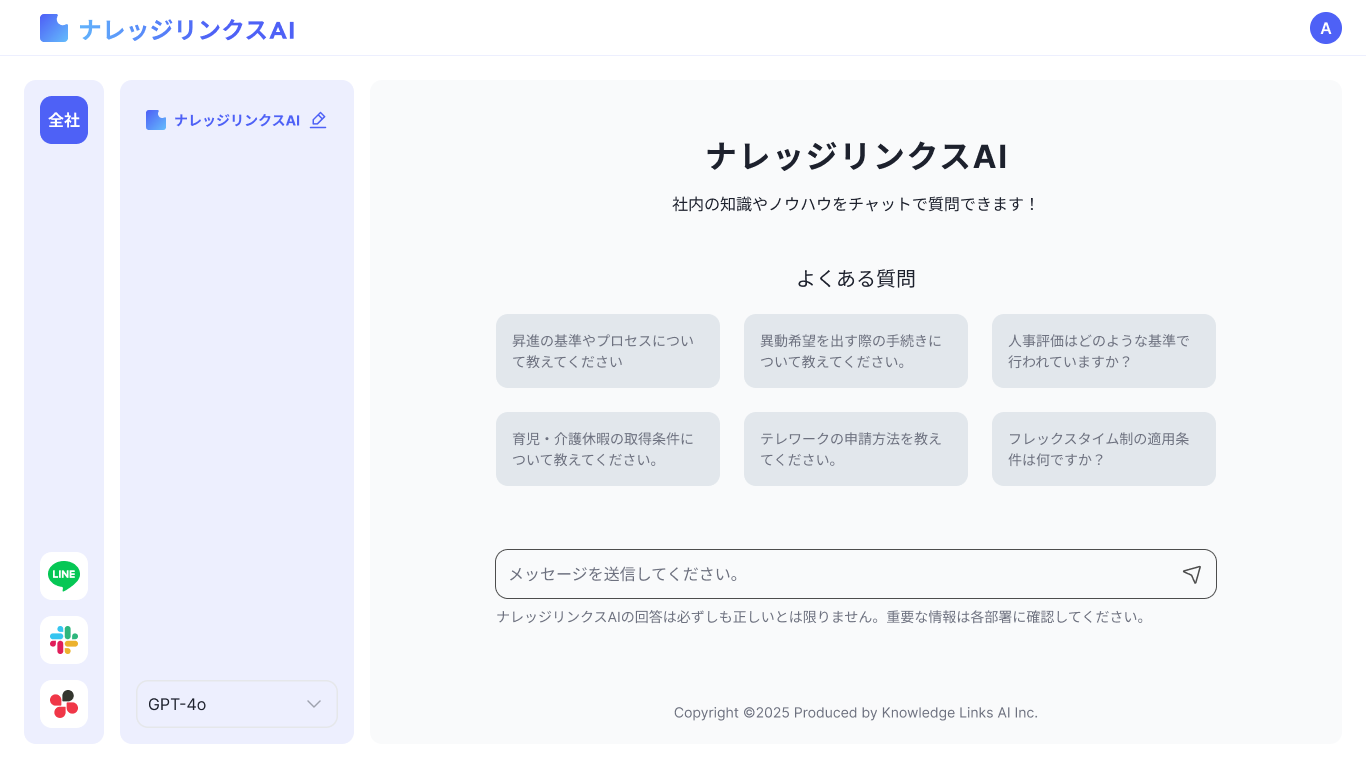 ナレッジリンクスAI
A
全社
ナレッジリンクスAI
ナレッジリンクスAI
社内の知識やノウハウをチャットで質問できます！
よくある質問
昇進の基準やプロセスについ
て教えてください
異動希望を出す際の手続きに
ついて教えてください。
人事評価はどのような基準で
行われていますか？
育児・介護休暇の取得条件に
ついて教えてください。
テレワークの申請方法を教え
てください。
フレックスタイム制の適用条
件は何ですか？
メッセージを送信してください。
ナレッジリンクスAIの回答は必ずしも正しいとは限りません。重要な情報は各部署に確認してください。
LINE
GPT-4o
Copyright ©2025 Produced by Knowledge Links AI Inc.